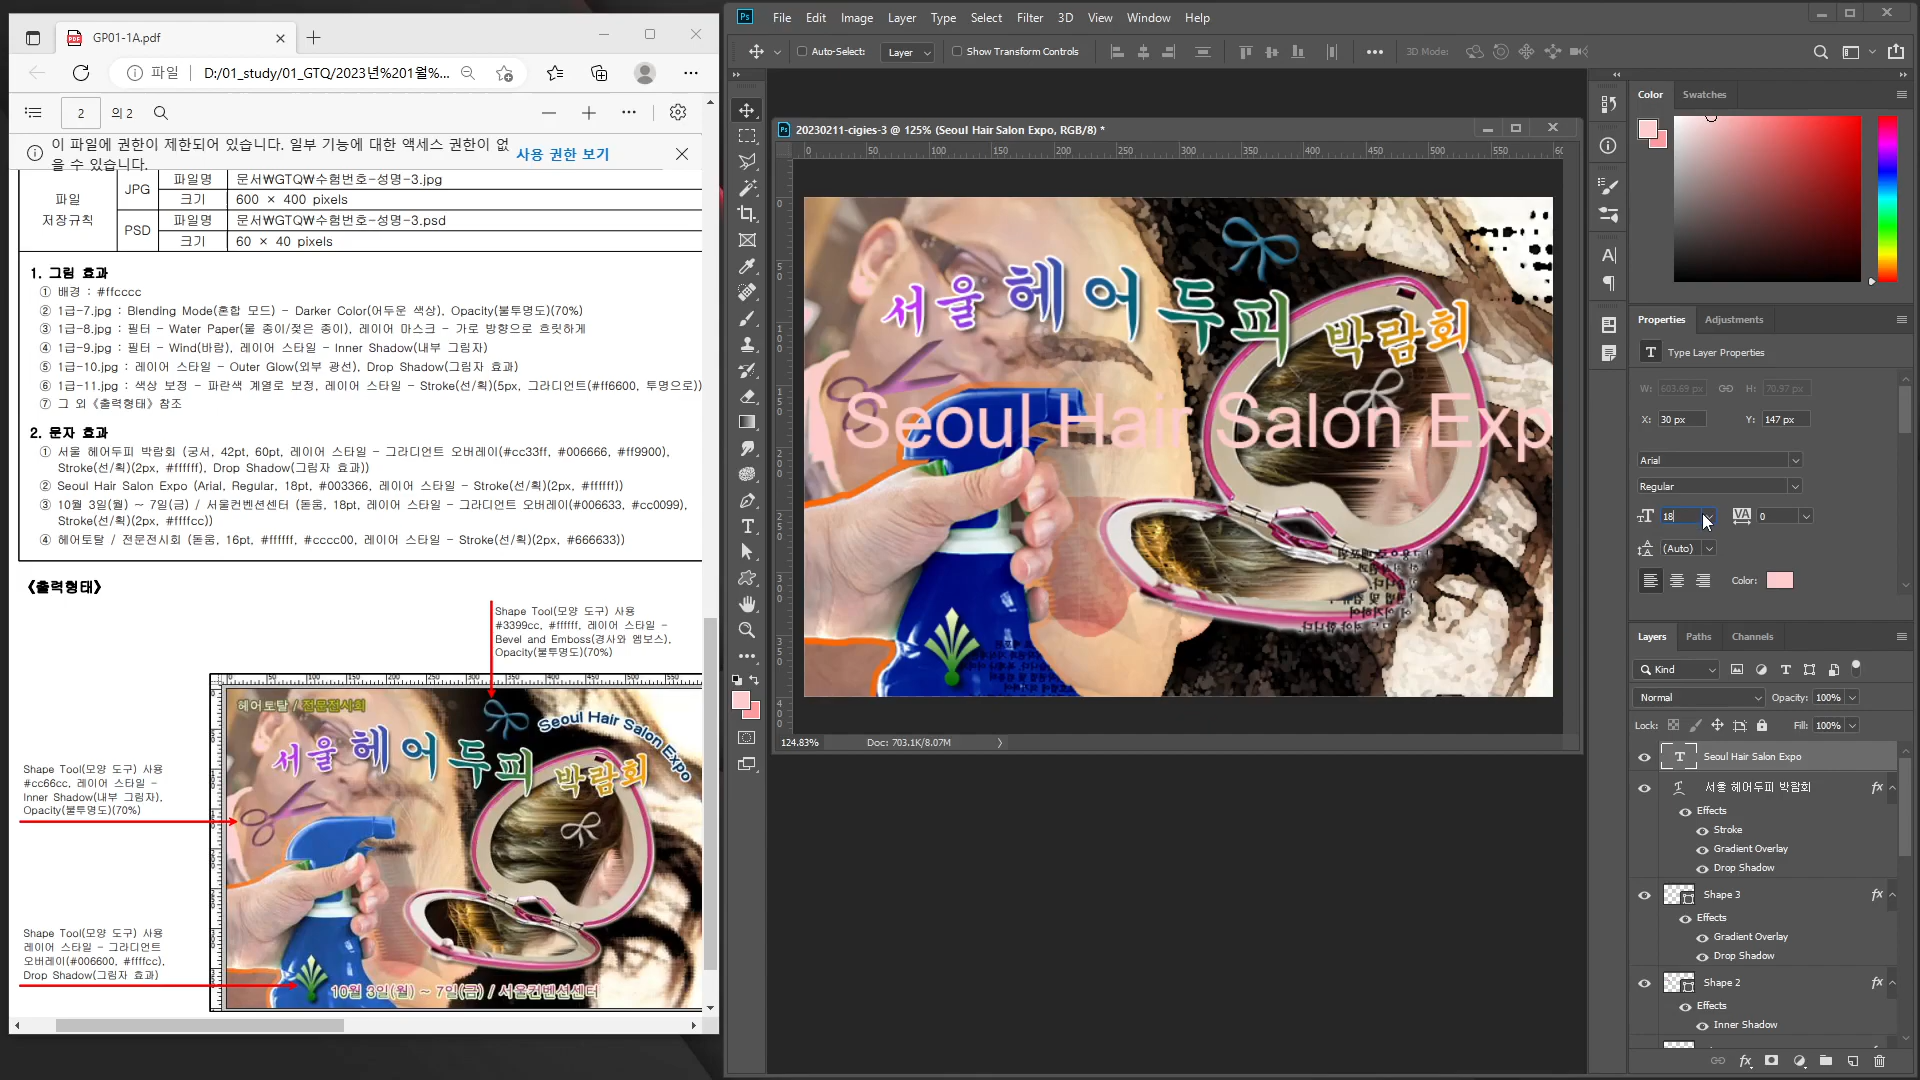 GP01-1A.pdf
파일
D:/01_study/01_GTQ/2023년%201월%...
2
의 2
이 파일에 권한이 제한되어 있습니다. 일부 기능에 대한 액세스 권한이 없
을 수 있습니다.
사용 권한 보기
파일
저장규칙
JPG
파일명
문서₩GTQ₩수험번호-성명-3.jpg
크기
600 × 400 pixels
PSD
파일명
문서₩GTQ₩수험번호-성명-3.psd
크기
60 × 40 pixels
1. 그림 효과
① 배경 : #ffcccc
② 1급-7.jpg : Blending Mode(혼합 모드) - Darker Color(어두운 색상), Opacity(불투명도)(70%)
③ 1급-8.jpg : 필터 - Water Paper(물 종이/젖은 종이), 레이어 마스크 - 가로 방향으로 흐릿하게
④ 1급-9.jpg : 필터 - Wind(바람), 레이어 스타일 - Inner Shadow(내부 그림자)
⑤ 1급-10.jpg : 레이어 스타일 - Outer Glow(외부 광선), Drop Shadow(그림자 효과)
⑥ 1급-11.jpg : 색상 보정 - 파란색 계열로 보정, 레이어 스타일 - Stroke(선/획)(5px, 그라디언트(#ff6600, 투명으로))
⑦ 그 외《출력형태》참조
2. 문자 효과
① 서울 헤어두피 박람회 (궁서, 42pt, 60pt, 레이어 스타일 - 그라디언트 오버레이(#cc33ff, #006666, #ff9900),
Stroke(선/획)(2px, #ffffff), Drop Shadow(그림자 효과))
② Seoul Hair Salon Expo (Arial, Regular, 18pt, #003366, 레이어 스타일 - Stroke(선/획)(2px, #ffffff))
③ 10월 3일(월) ~ 7일(금) / 서울컨벤션센터 (돋움, 18pt, 레이어 스타일 - 그라디언트 오버레이(#006633, #cc0099),
Stroke(선/획)(2px, #ffffcc))
④ 헤어토탈 / 전문전시회 (돋움, 16pt, #ffffff, #cccc00, 레이어 스타일 - Stroke(선/획)(2px, #666633))
《출력형태》
Shape Tool(모양 도구) 사용
#3399cc, #ffffff, 레이어 스타일 -
Bevel and Emboss(경사와 엠보스),
Opacity(불투명도)(70%)
헤어토탈 / 전문전시회
Seoul Hair Salon Expo
서울 헤어 두피 박람회
Shape Tool(모양 도구) 사용
#cc66cc, 레이어 스타일 -
Inner Shadow(내부 그림자),
Opacity(불투명도)(70%)
Shape Tool(모양 도구) 사용
레이어 스타일 - 그라디언트
오버레이(#006600, #ffffcc),
Drop Shadow(그림자 효과)
10월 3일(월) ~ 7일(금) / 서울컨벤션센터
Ps File Edit Image Layer Type Select Filter 3D View Window Help
Auto-Select: Layer Show Transform Controls 3D Mode:
20230211-cigies-3 @ 125% (Seoul Hair Salon Expo, RGB/8) *
0 50 100 150 200 250 300 350 400 450 500 550
서울 헤어 두피 박람회
Seoul Hair Salon Exp
124.83% Doc: 703.1K/8.07M
Color Swatches
Properties Adjustments
Type Layer Properties
W: 603.69 px H: 70.97 px
X: 30 px Y: 147 px
Arial
Regular
18 0
(Auto)
Color:
Layers Paths Channels
Kind
Normal Opacity: 100%
Lock: Fill: 100%
Seoul Hair Salon Expo
서울 헤어두피 박람회 fx
Effects
Stroke
Gradient Overlay
Drop Shadow
Shape 3 fx
Effects
Gradient Overlay
Drop Shadow
Shape 2 fx
Effects
Inner Shadow